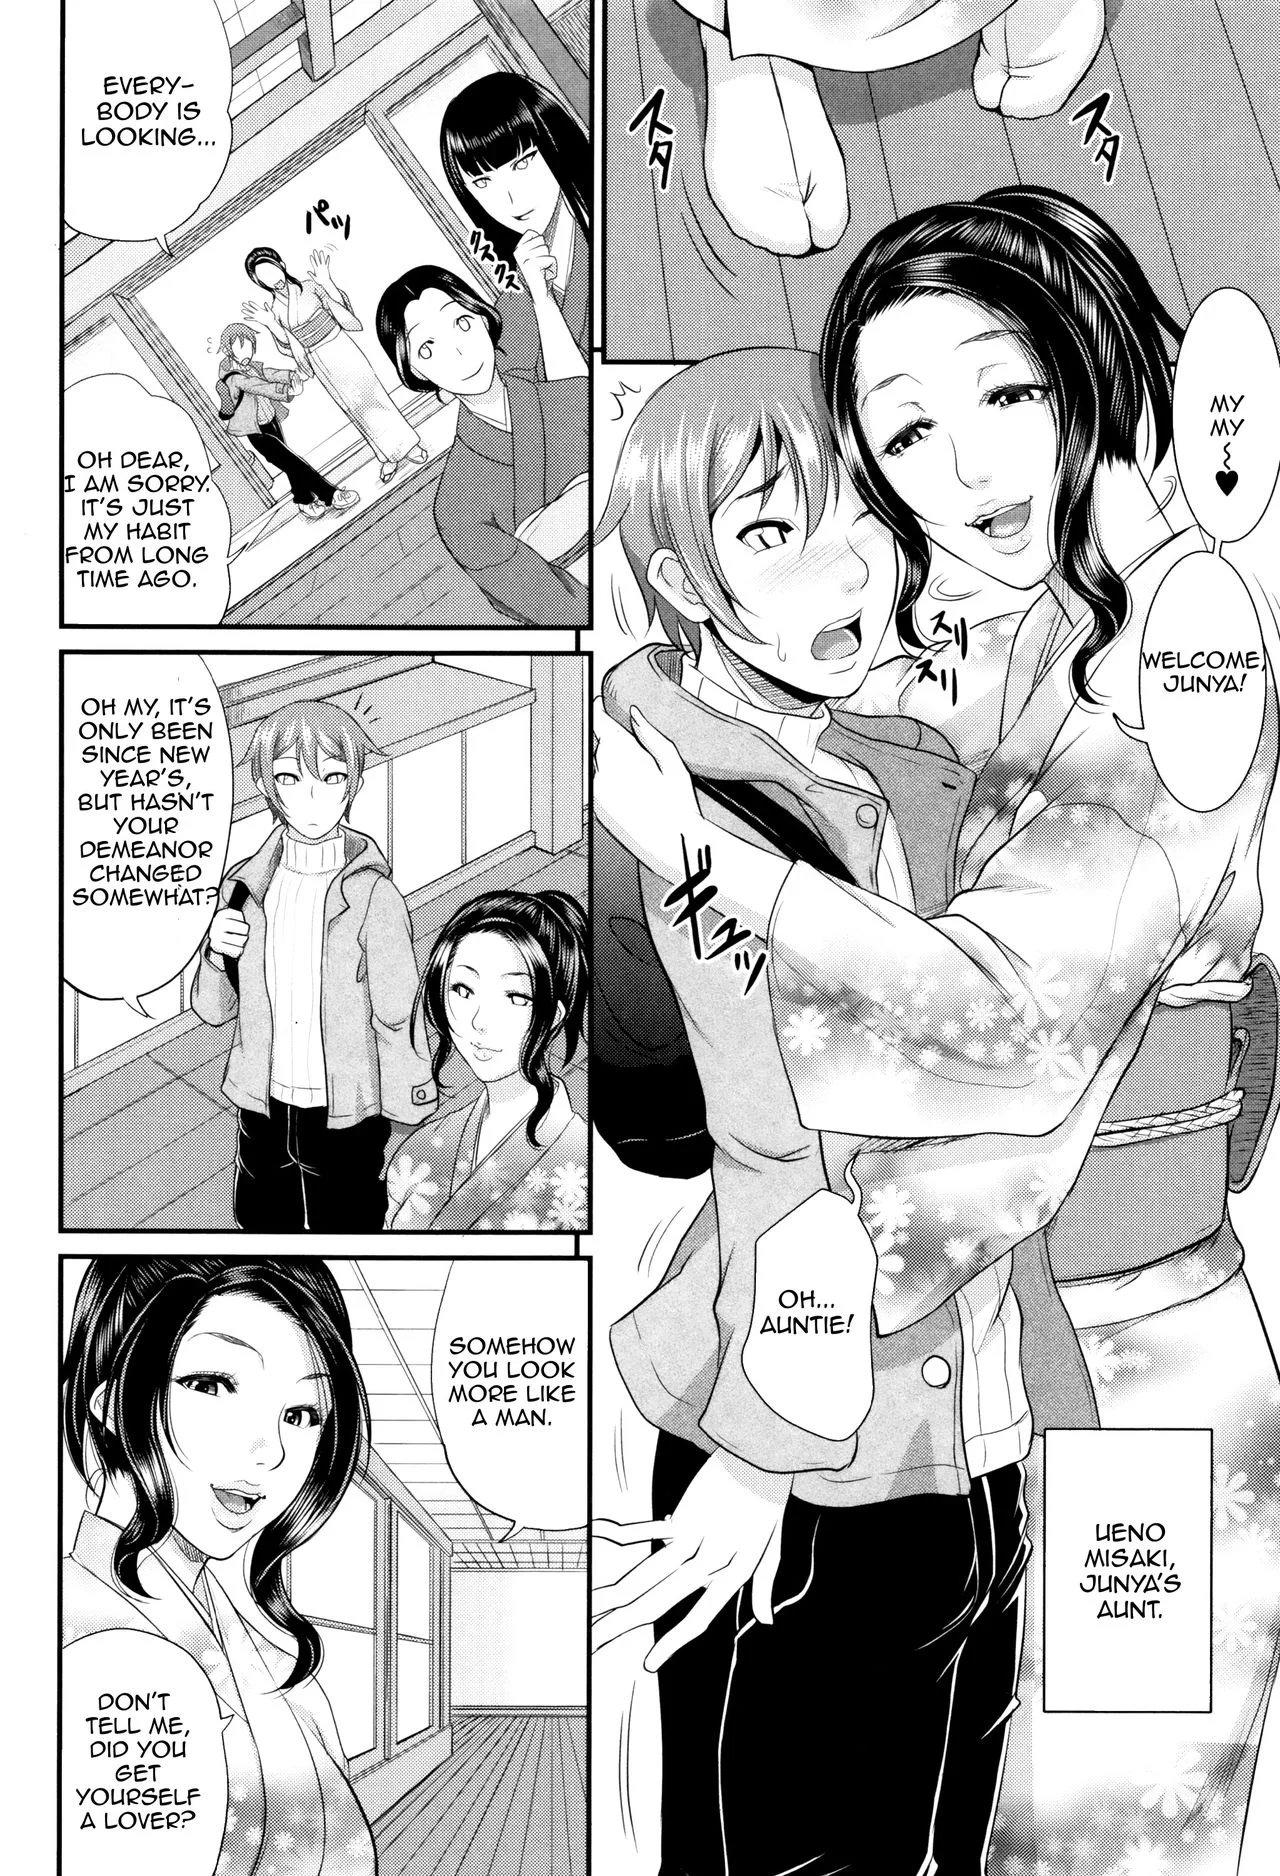 スタ
スタ
MY
MY
WELCOME,
JUNYA!
スリ
スリ
ギュッ
OH...
AUNTIE!
UENO
MISAKI,
JUNYA'S
AUNT.
EVERY-
BODY IS
LOOKING...
パッ
クス
クス
OH DEAR,
I AM SORRY.
IT'S JUST
MY HABIT
FROM LONG
TIME AGO.
OH MY, IT'S
ONLY BEEN
SINCE NEW
YEAR'S,
BUT HASN'T
YOUR
DEMEANOR
CHANGED
SOMEWHAT?
SOMEHOW
YOU LOOK
MORE LIKE
A MAN.
DON'T
TELL ME,
DID YOU
GET
YOURSELF
A LOVER?